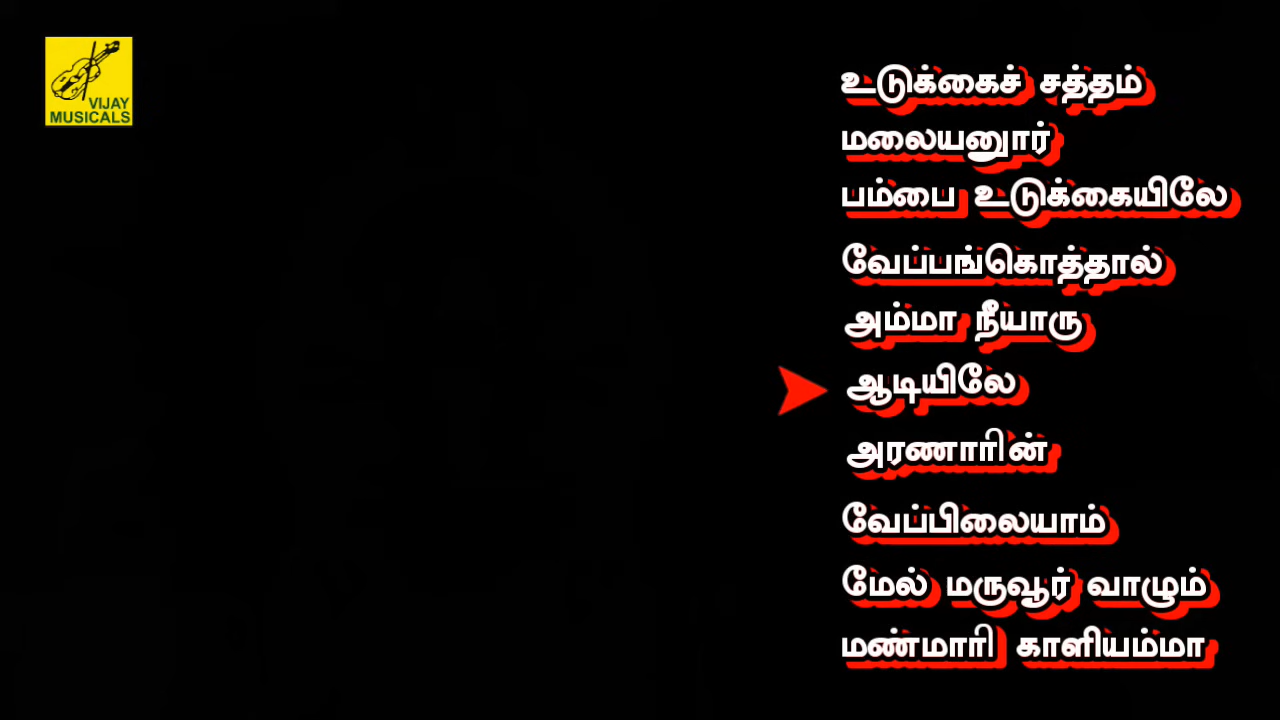 VIJAY
MUSICALS
உடுக்கைச் சத்தம்
மலையனூர்
பம்பை உடுக்கையிலே
வேப்பங்கொத்தால்
அம்மா நீயாரு
ஆடியிலே
அரணாரின்
வேப்பிலையாம்
மேல் மருவூர் வாழும்
மண்மாரி காளியம்மா